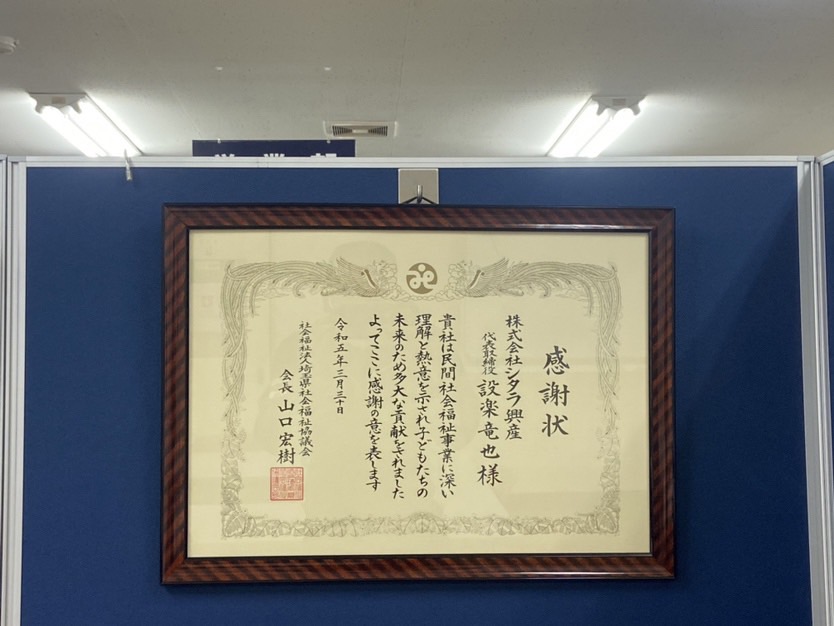 感謝状
株式会社シタラ興産
代表取締役 設楽竜也様
貴社は民間社会福祉事業に深い
理解と熱意を示され子どもたちの
未来のため多大な貢献をされました
よってここに感謝の意を表します
令和五年三月三十日
社会福祉法人埼玉県社会福祉協議会
会長 山口宏樹